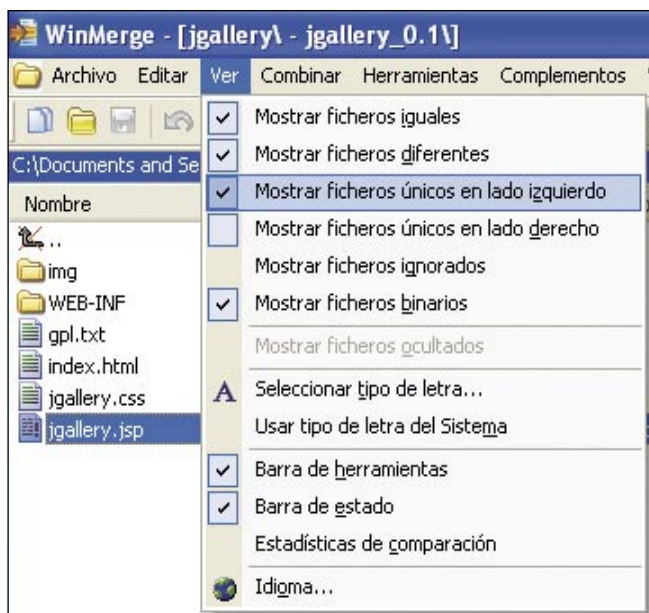 WinMerge - [jgallery\ - jgallery_0.1\]
Archivo Editar Ver Combinar Herramientas Complementos
C:\Documents and Se
Nombre
..
img
WEB-INF
gpl.txt
index.html
jgallery.css
jgallery.jsp
Mostrar ficheros iguales
Mostrar ficheros diferentes
Mostrar ficheros únicos en lado izquierdo
Mostrar ficheros únicos en lado derecho
Mostrar ficheros ignorados
Mostrar ficheros binarios
Mostrar ficheros ocultados
A Seleccionar tipo de letra...
Usar tipo de letra del Sistema
Barra de herramientas
Barra de estado
Estadísticas de comparación
Idioma...